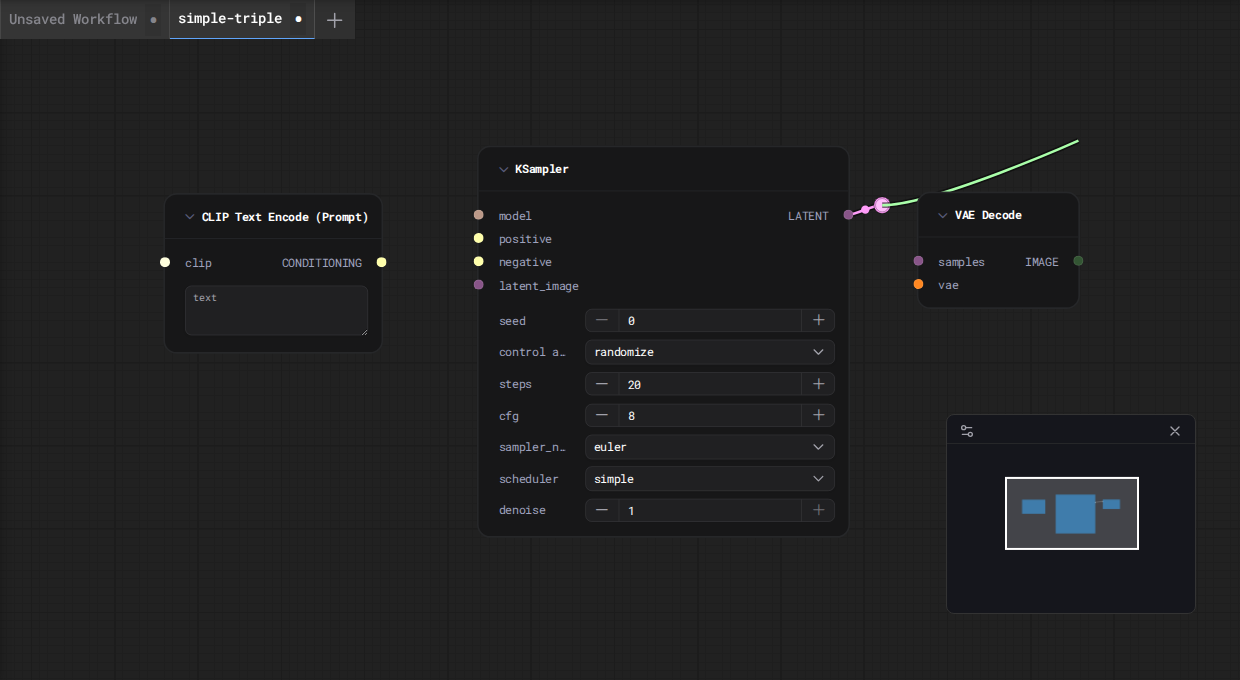 Unsaved Workflow
simple-triple
CLIP Text Encode (Prompt)
clip
CONDITIONING
text
KSampler
model
LATENT
positive
negative
latent_image
seed
0
control a…
randomize
steps
20
cfg
8
sampler_n…
euler
scheduler
simple
denoise
1
VAE Decode
samples
IMAGE
vae